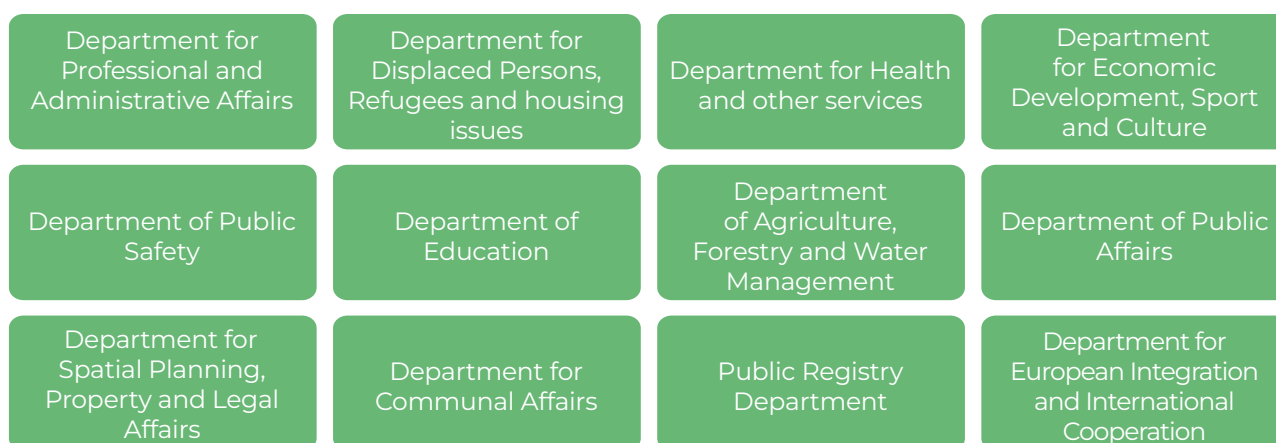 Department for
Professional and
Administrative Affairs
Department for
Displaced Persons,
Refugees and housing
issues
Department for Health
and other services
Department
for Economic
Development, Sport
and Culture
Department of Public
Safety
Department of
Education
Department
of Agriculture,
Forestry and Water
Management
Department of Public
Affairs
Department for
Spatial Planning,
Property and Legal
Affairs
Department for
Communal Affairs
Public Registry
Department
Department for
European Integration
and International
Cooperation